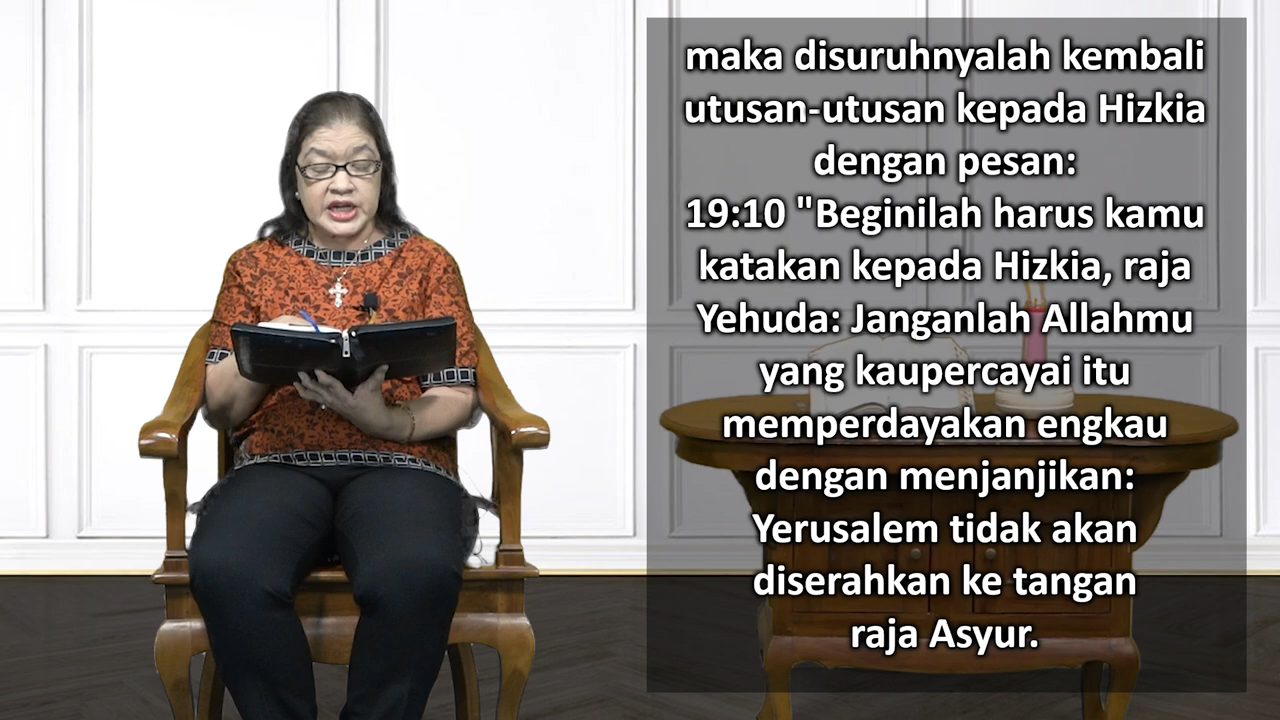 maka disuruhnyalah kembali
utusan-utusan kepada Hizkia
dengan pesan:
19:10 "Beginilah harus kamu
katakan kepada Hizkia, raja
Yehuda: Janganlah Allahmu
yang kaupercayai itu
memperdayakan engkau
dengan menjanjikan:
Yerusalem tidak akan
diserahkan ke tangan
raja Asyur.